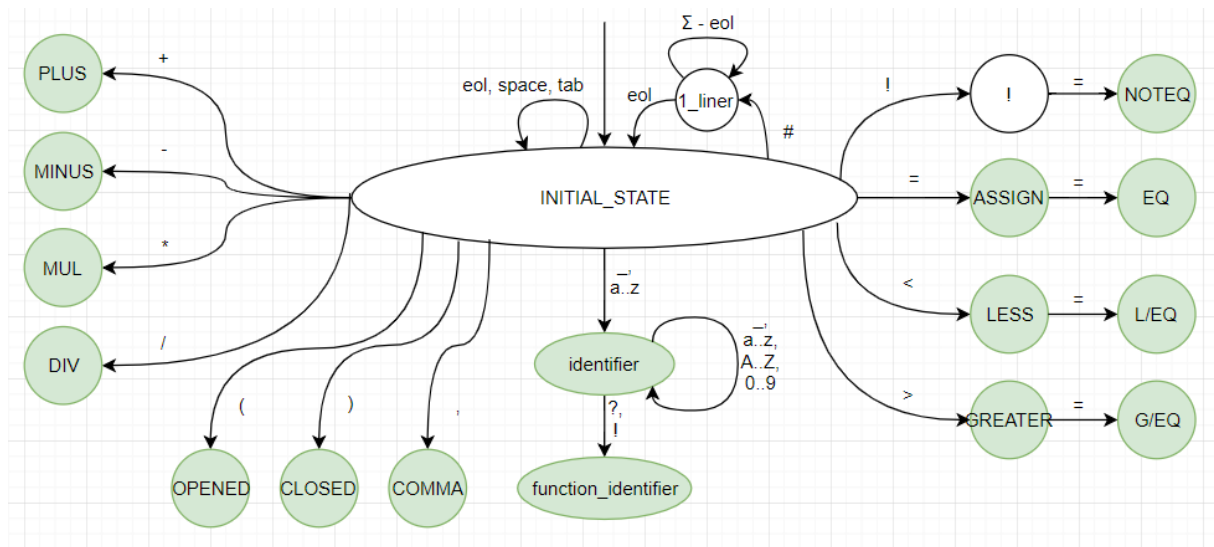 Σ - eol
PLUS
+
eol, space, tab
eol
1_liner
#
!
!
=
NOTEQ
MINUS
-
INITIAL_STATE
=
ASSIGN
=
EQ
MUL
*
_,
a..z
<
LESS
=
L/EQ
DIV
/
identifier
_,
a..z,
A..Z,
0..9
(
)
,
?,
!
>
GREATER
=
G/EQ
OPENED
CLOSED
COMMA
function_identifier